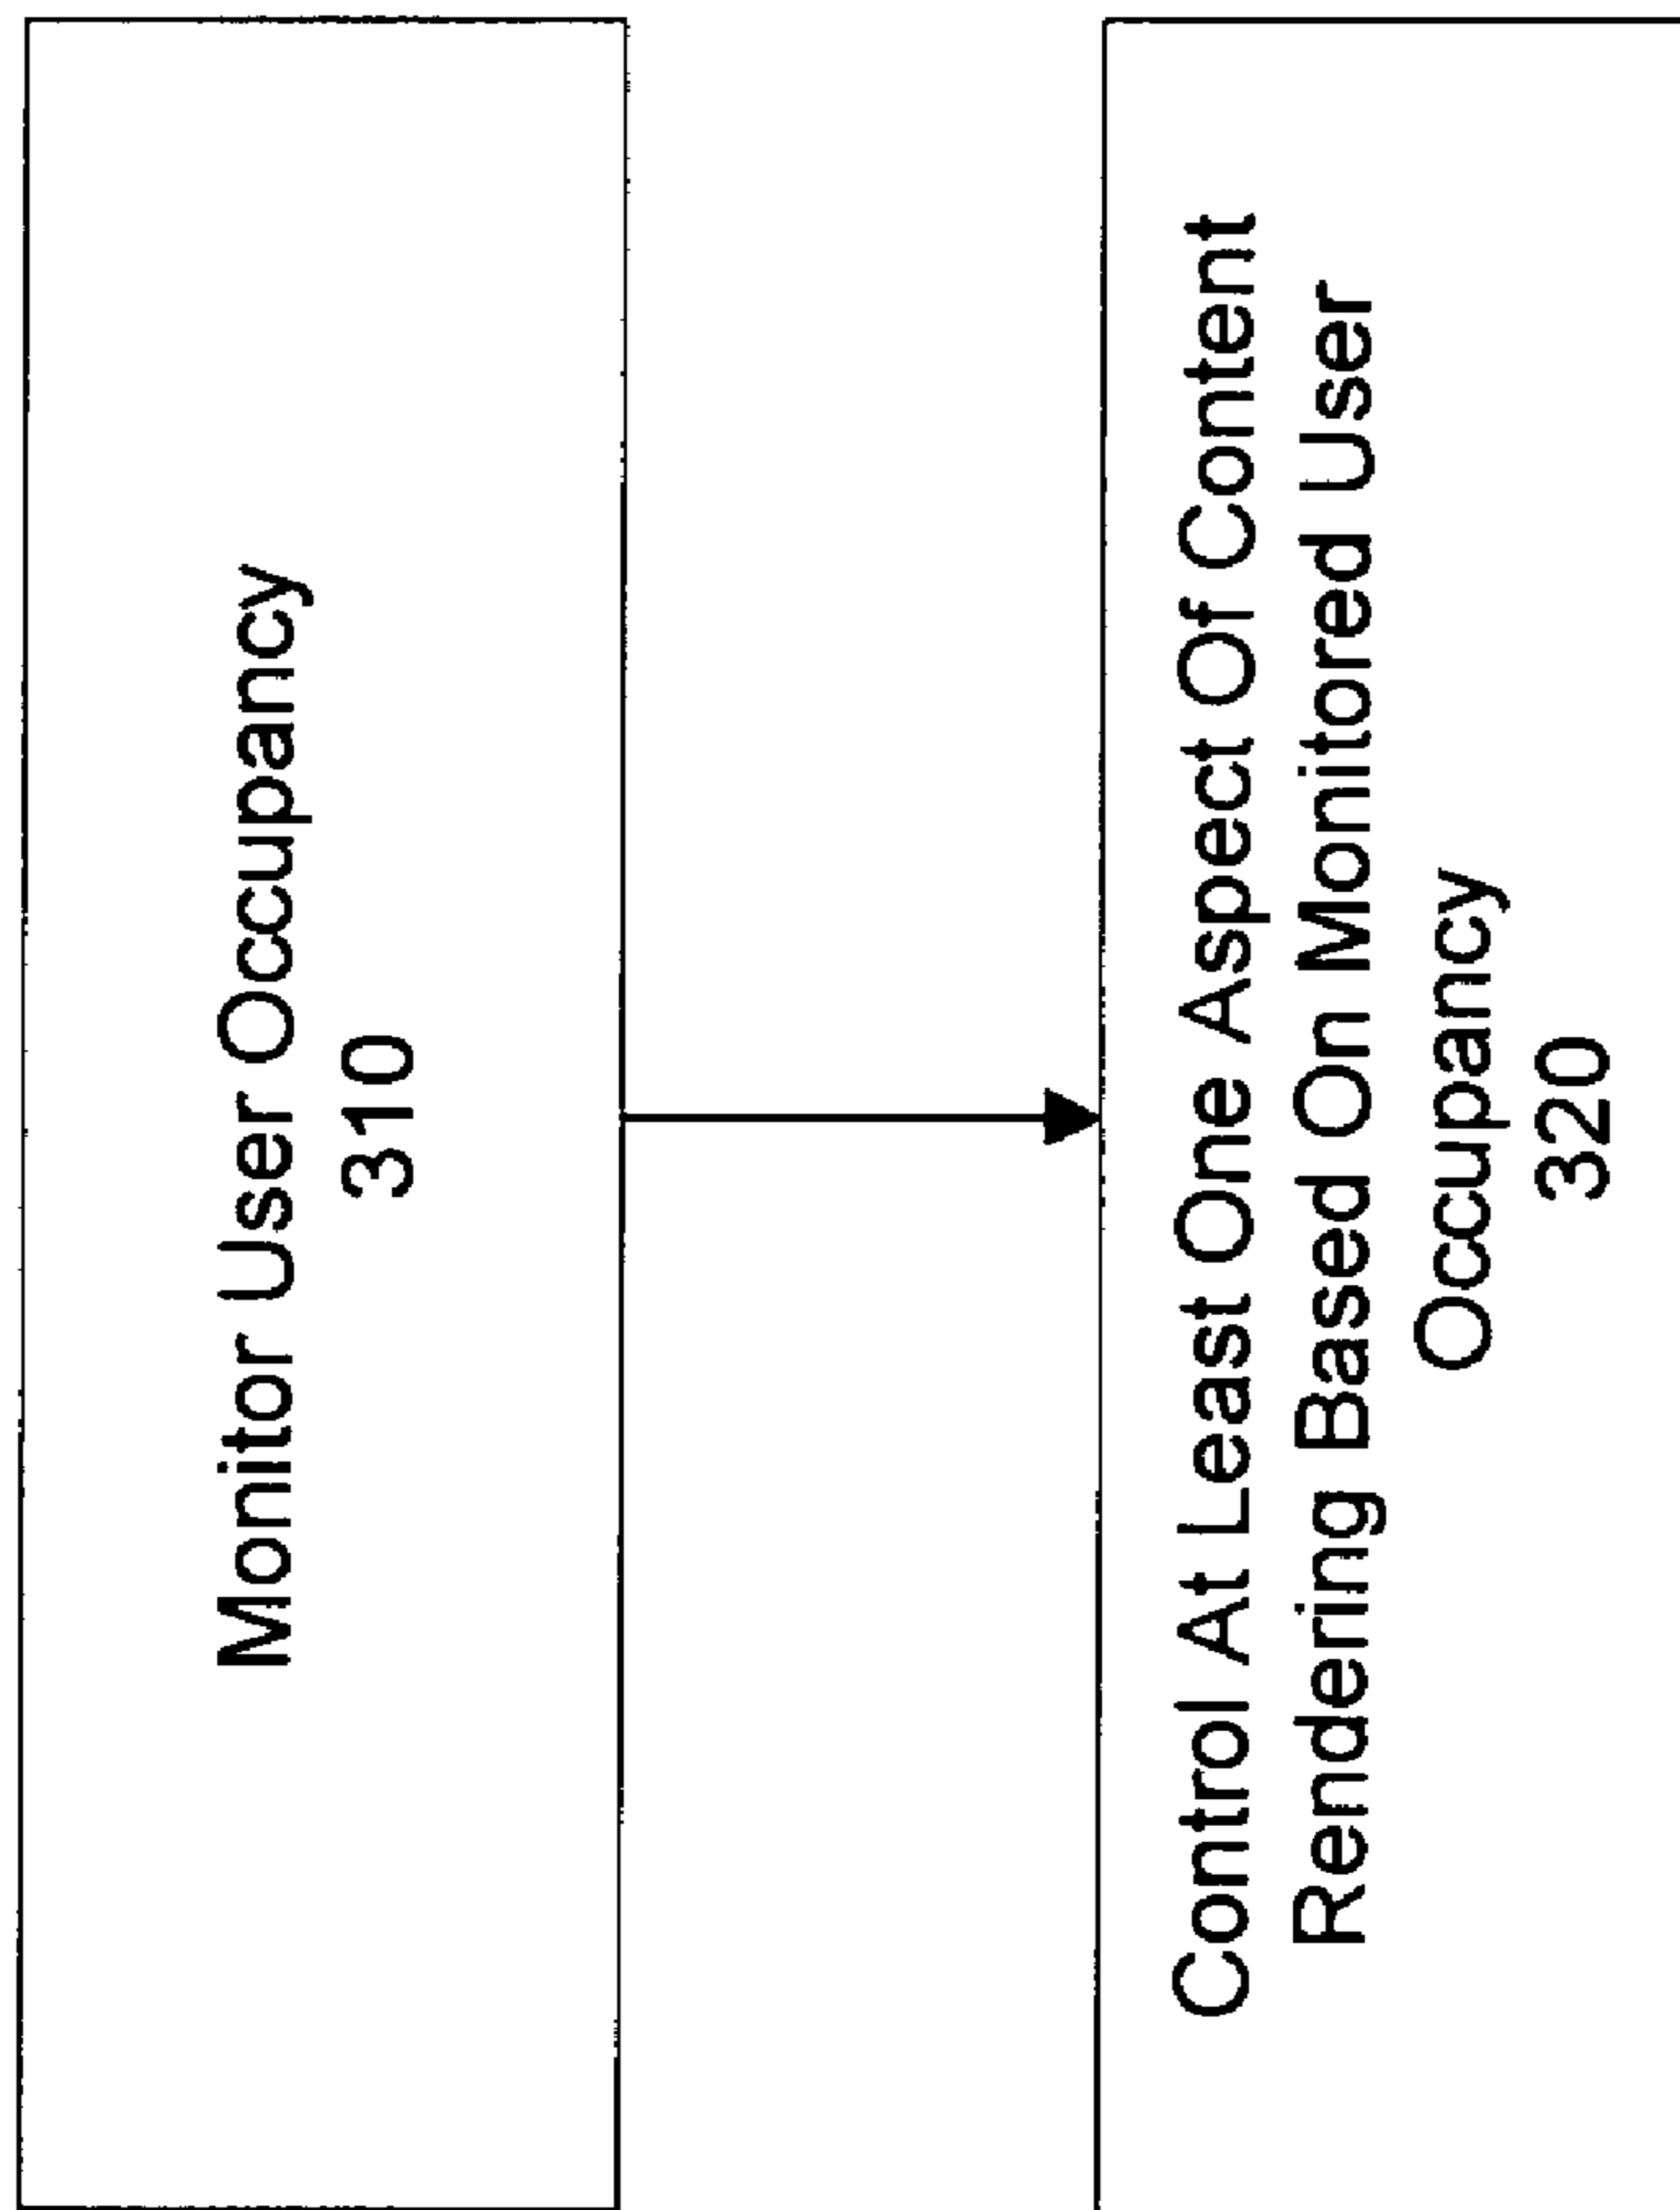 Monitor User Occupancy
310
Control At Least One Aspect Of Content
Rendering Based On Monitored User
Occupancy
320